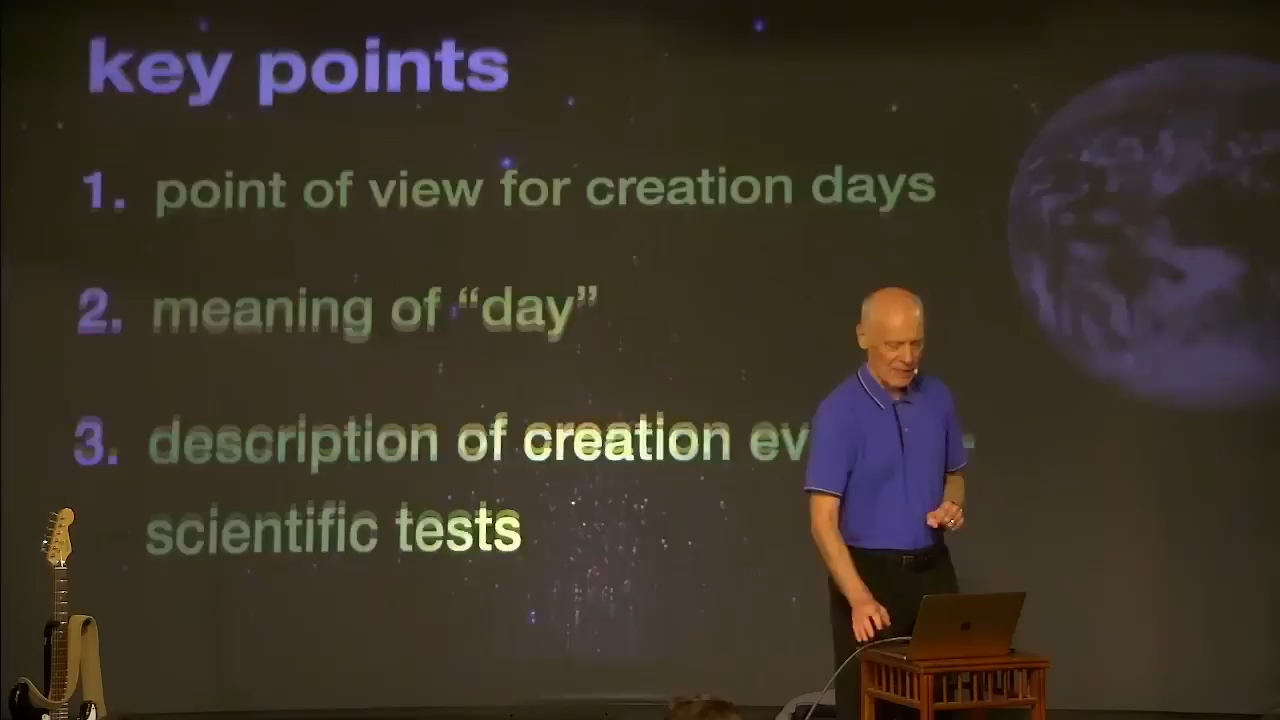 key points
1. point of view for creation days
2. meaning of “day”
3. description of creation
scientific tests